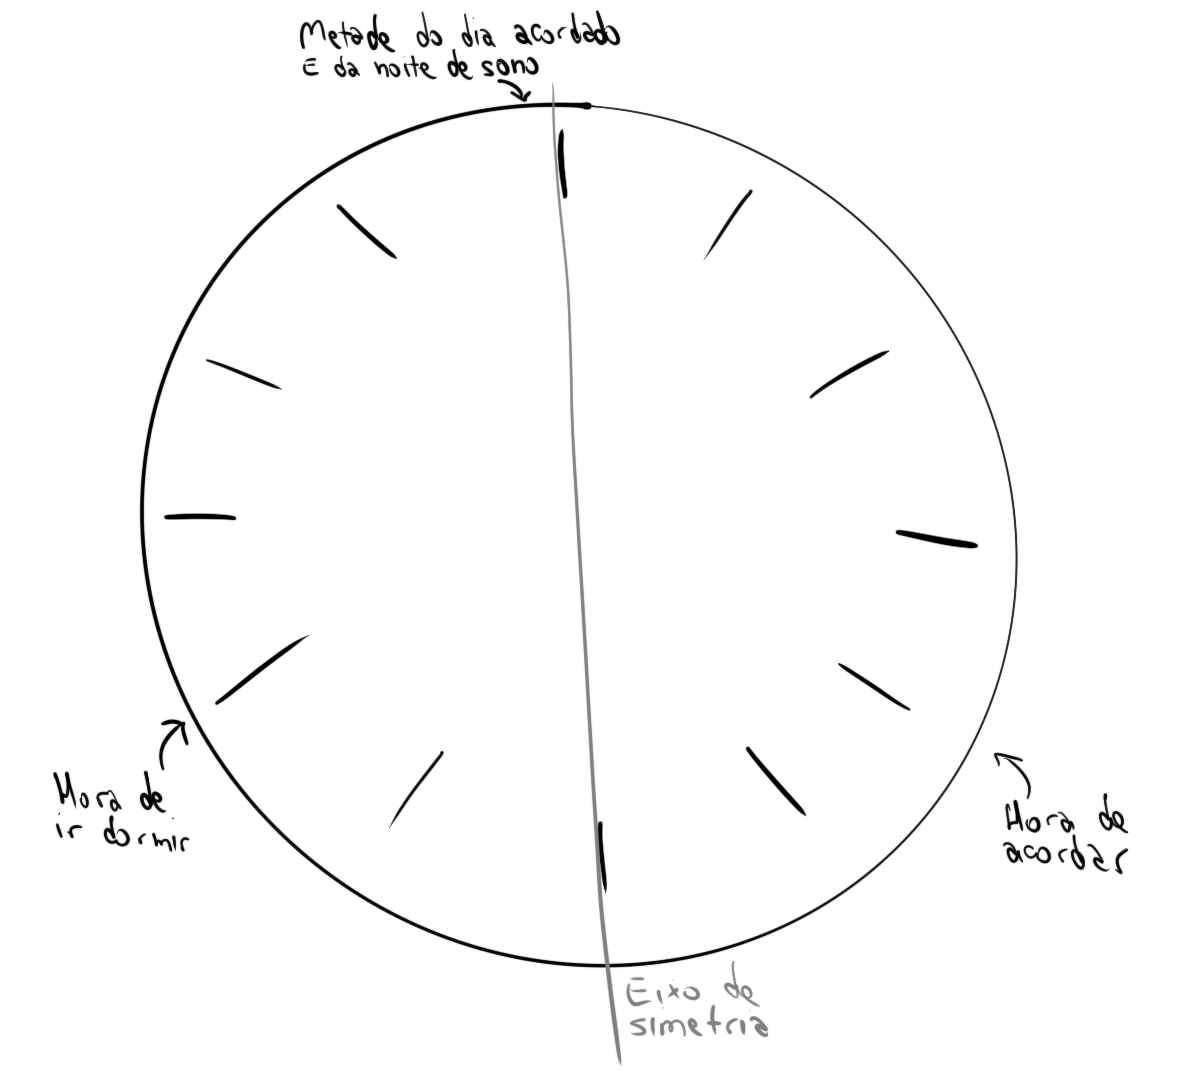 Metade do dia acordado
E da noite de sono
Hora de
ir dormir
Hora de
acordar
Eixo de
simetria